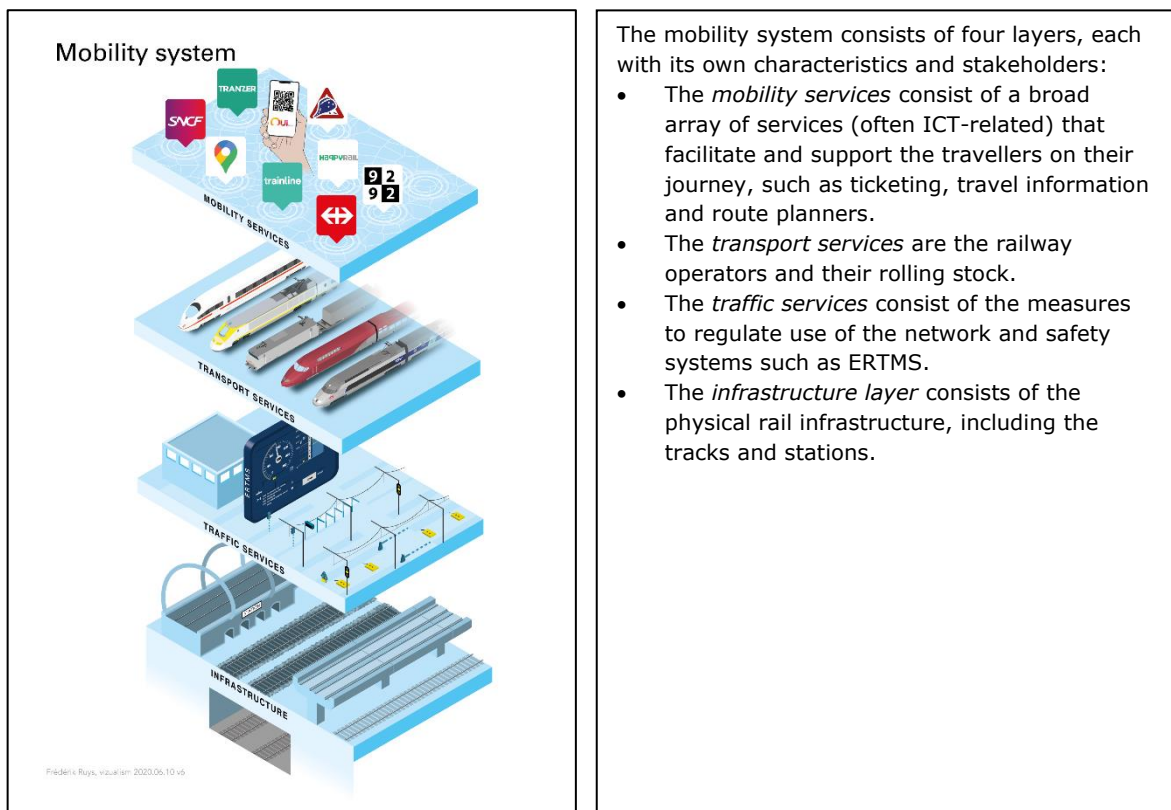 Mobility system
TRANZER
SNCF
OUI
HAPPYRAIL
trainline
9 2
9 2
MOBILITY SERVICES
TRANSPORT SERVICES
ERTMS
TRAFFIC SERVICES
INFRASTRUCTURE
Frédérik Ruys, vizualism 2020.06.10 v6
The mobility system consists of four layers, each
with its own characteristics and stakeholders:
• The mobility services consist of a broad
array of services (often ICT-related) that
facilitate and support the travellers on their
journey, such as ticketing, travel information
and route planners.
• The transport services are the railway
operators and their rolling stock.
• The traffic services consist of the measures
to regulate use of the network and safety
systems such as ERTMS.
• The infrastructure layer consists of the
physical rail infrastructure, including the
tracks and stations.